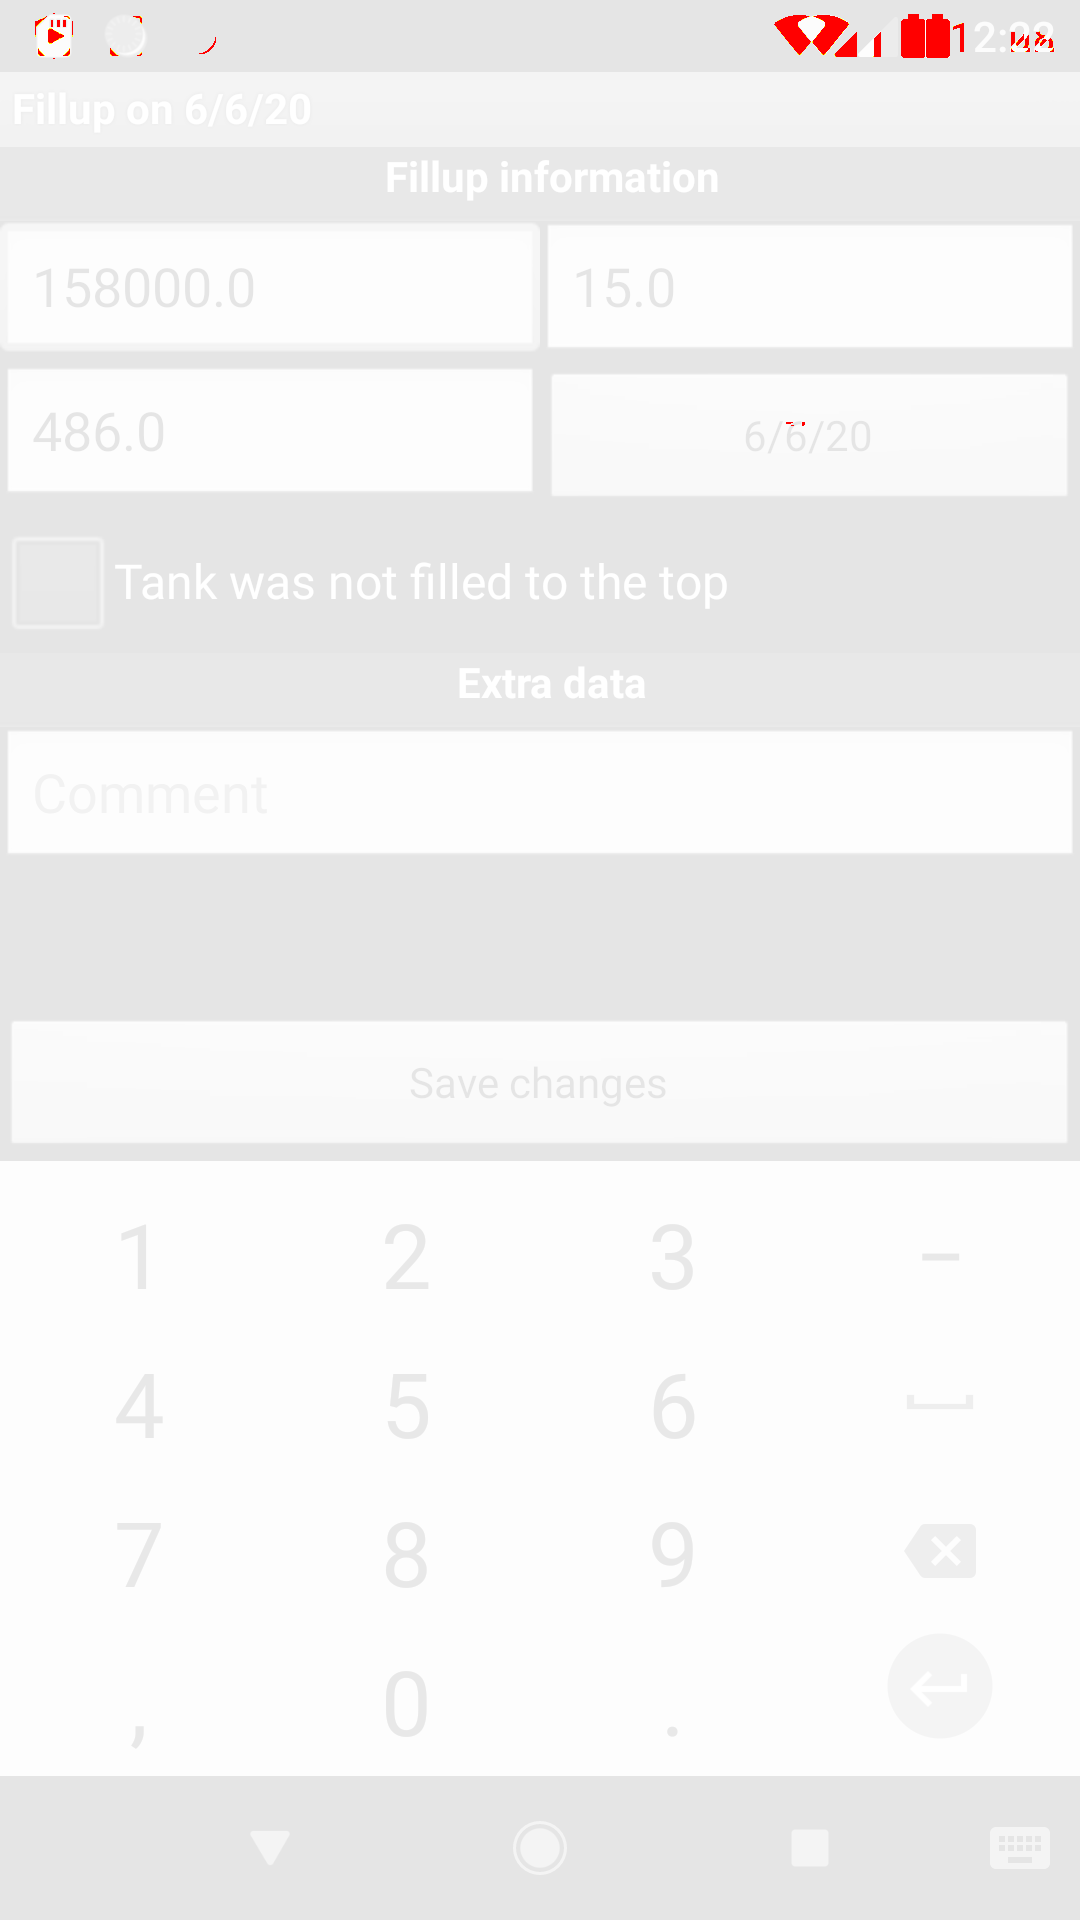 Fillup on 6/6/20
Fillup information
158000.0 15.0
486.0 6/6/20
Tank was not filled to the top
Extra data
Comment
Save changes
1 2 3 –
4 5 6
7 8 9
, 0 .